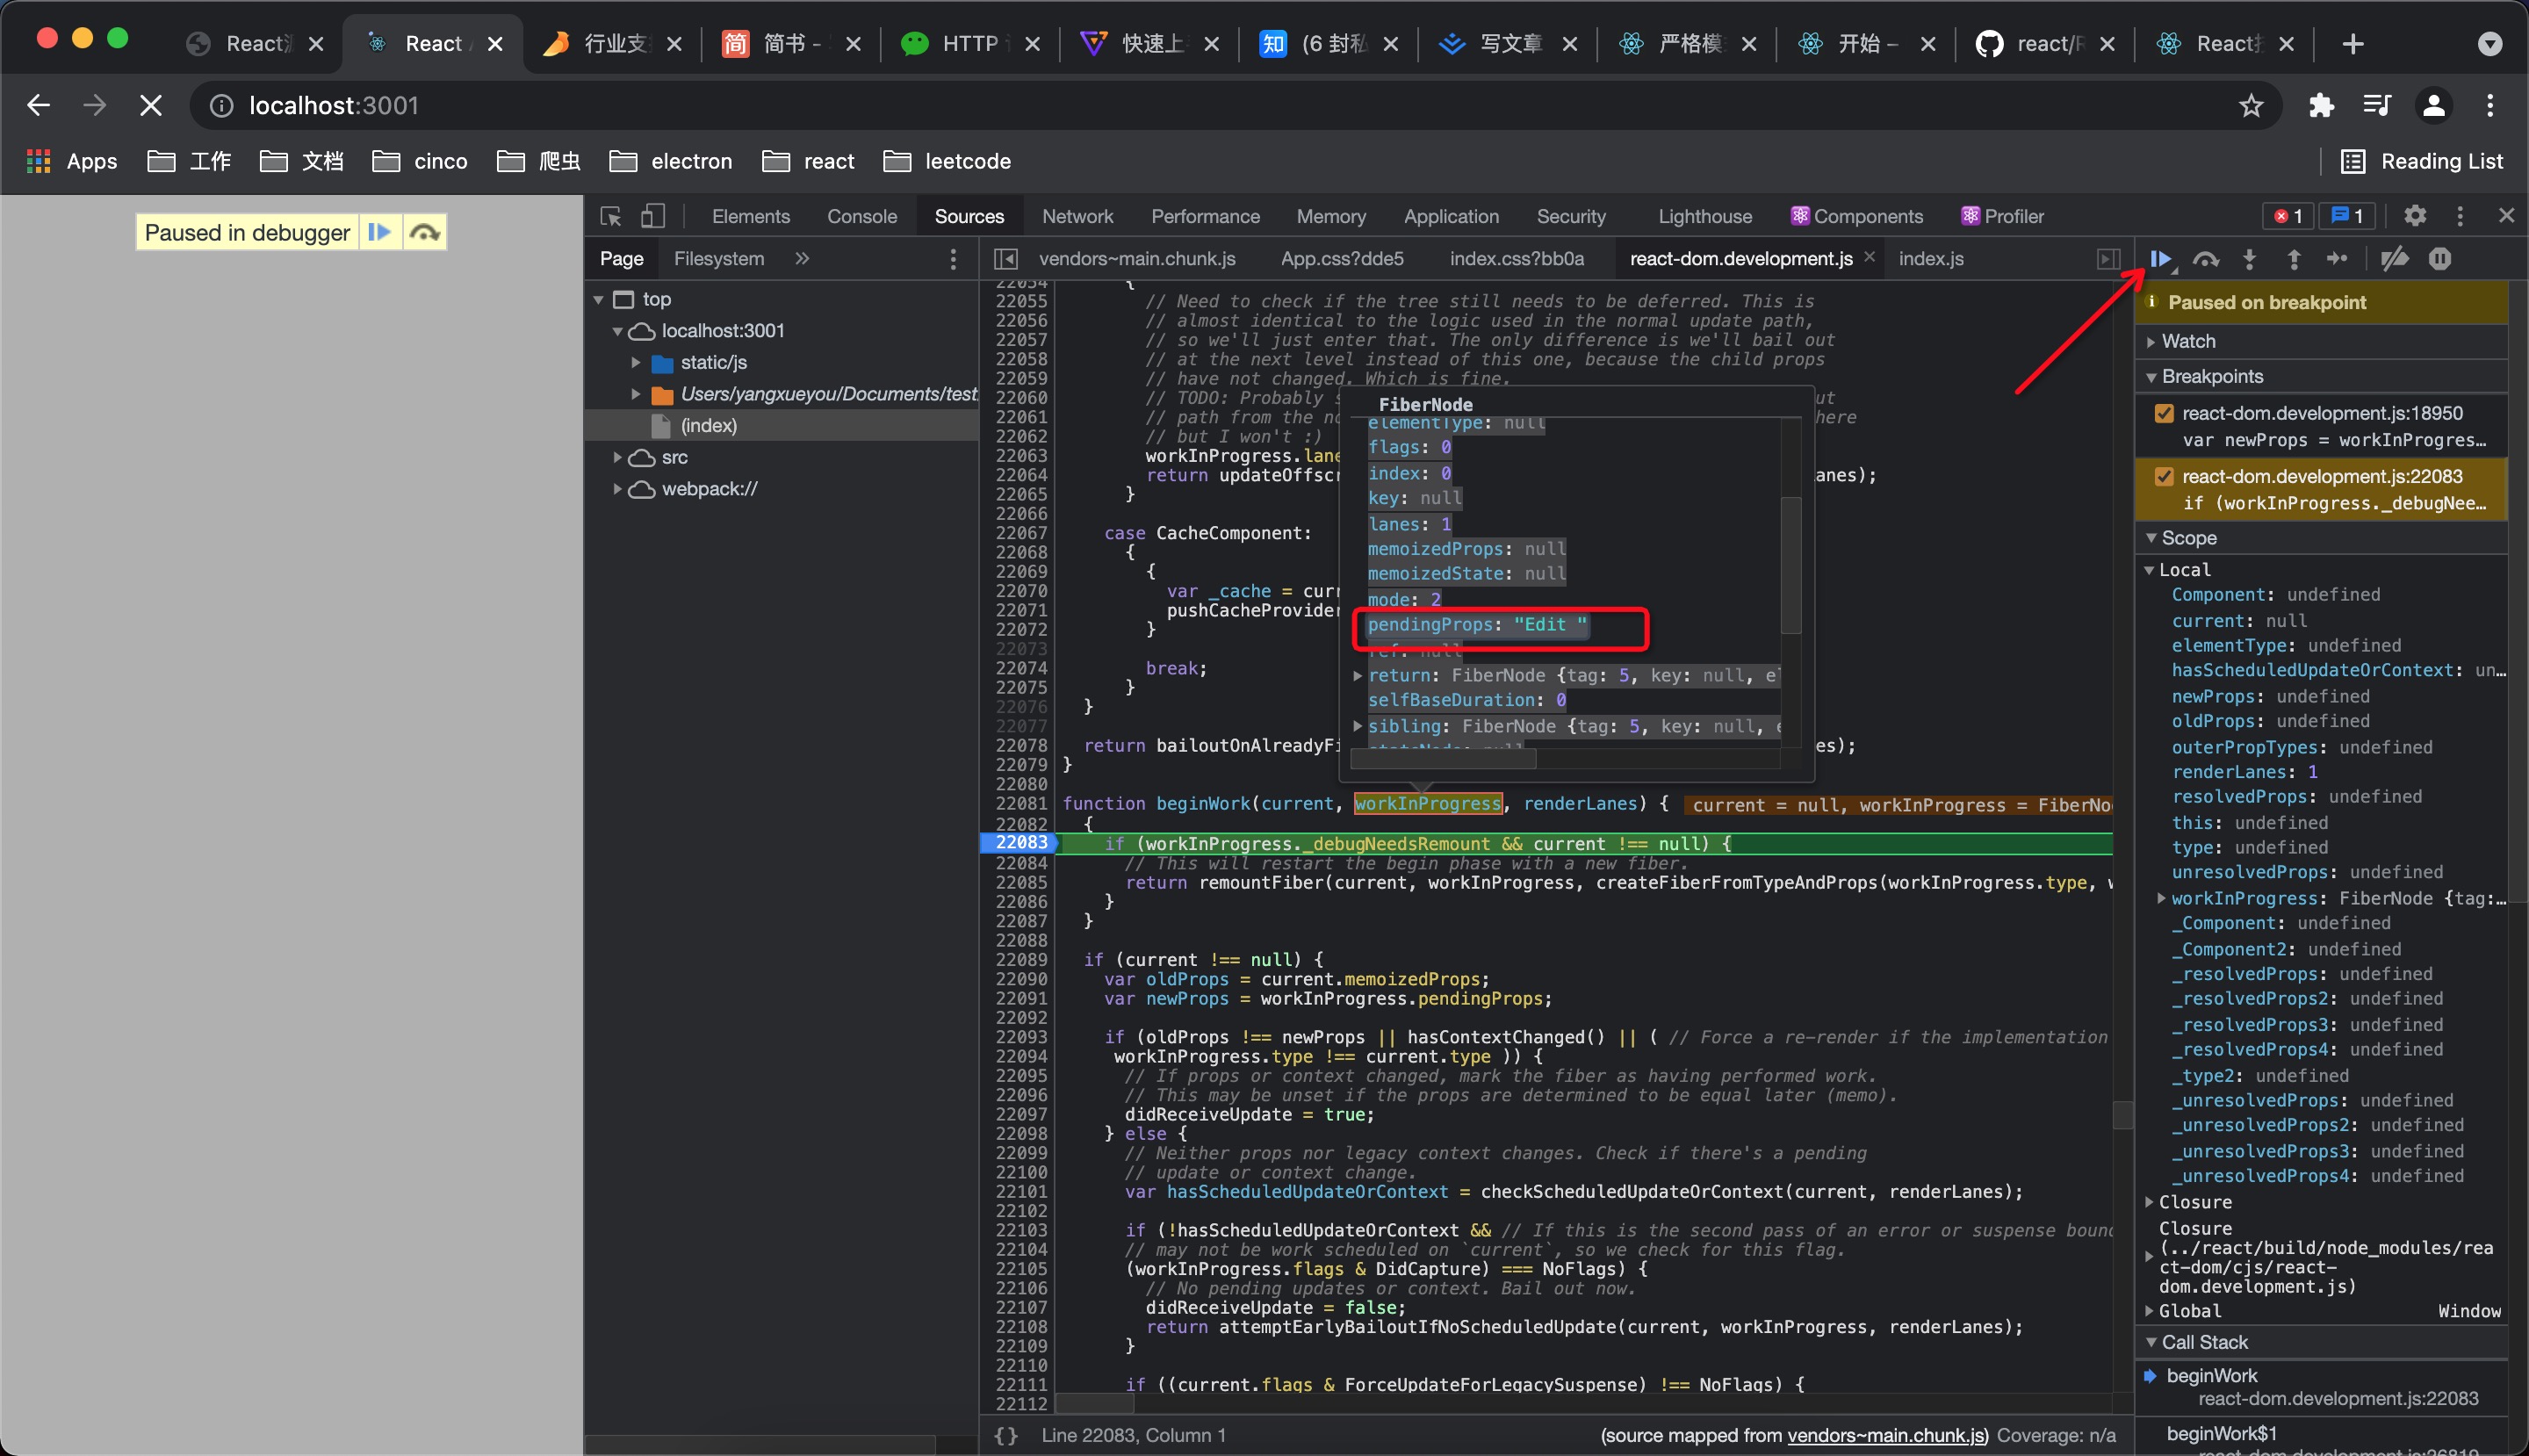 React
React
行业支
简书 -
HTTP
快速上
(6 封私
写文章
严格模
开始 –
react/
React
localhost:3001
Apps
工作
文档
cinco
爬虫
electron
react
leetcode
Reading List
Paused in debugger
Elements
Console
Sources
Network
Performance
Memory
Application
Security
Lighthouse
Components
Profiler
1
1
Page
Filesystem
»
vendors~main.chunk.js
App.css?dde5
index.css?bb0a
react-dom.development.js
index.js
top
localhost:3001
static/js
Users/yangxueyou/Documents/test
(index)
src
webpack://
22054 {
22055 // Need to check if the tree still needs to be deferred. This is
22056 // almost identical to the logic used in the normal update path,
22057 // so we'll just enter that. The only difference is we'll bail out
22058 // at the next level instead of this one, because the child props
22059 // have not changed. Which is fine.
22060 // TODO: Probably s ut
22061 // path from the no here
22062 // but I won't :)
22063 workInProgress.lane
22064 return updateOffscr anes);
22065 }
22066
22067 case CacheComponent:
22068 {
22069 {
22070 var _cache = curr
22071 pushCacheProvider
22072 }
22073
22074 break;
22075 }
22076 }
22077
22078 return bailoutOnAlreadyFi es);
22079 }
22080
22081 function beginWork(current, workInProgress, renderLanes) { current = null, workInProgress = FiberNo
22082 {
22083 if (workInProgress._debugNeedsRemount && current !== null) {
22084 // This will restart the begin phase with a new fiber.
22085 return remountFiber(current, workInProgress, createFiberFromTypeAndProps(workInProgress.type, w
22086 }
22087 }
22088
22089 if (current !== null) {
22090 var oldProps = current.memoizedProps;
22091 var newProps = workInProgress.pendingProps;
22092
22093 if (oldProps !== newProps || hasContextChanged() || ( // Force a re-render if the implementation
22094 workInProgress.type !== current.type )) {
22095 // If props or context changed, mark the fiber as having performed work.
22096 // This may be unset if the props are determined to be equal later (memo).
22097 didReceiveUpdate = true;
22098 } else {
22099 // Neither props nor legacy context changes. Check if there's a pending
22100 // update or context change.
22101 var hasScheduledUpdateOrContext = checkScheduledUpdateOrContext(current, renderLanes);
22102
22103 if (!hasScheduledUpdateOrContext && // If this is the second pass of an error or suspense bound
22104 // may not be work scheduled on `current`, so we check for this flag.
22105 (workInProgress.flags & DidCapture) === NoFlags) {
22106 // No pending updates or context. Bail out now.
22107 didReceiveUpdate = false;
22108 return attemptEarlyBailoutIfNoScheduledUpdate(current, workInProgress, renderLanes);
22109 }
22110
22111 if ((current.flags & ForceUpdateForLegacySuspense) !== NoFlags) {
22112
FiberNode
elementType: null
flags: 0
index: 0
key: null
lanes: 1
memoizedProps: null
memoizedState: null
mode: 2
pendingProps: "Edit "
ref: null
return: FiberNode {tag: 5, key: null, el
selfBaseDuration: 0
sibling: FiberNode {tag: 5, key: null, e
stateNode: null
{} Line 22083, Column 1
(source mapped from vendors~main.chunk.js) Coverage: n/a
Paused on breakpoint
Watch
Breakpoints
react-dom.development.js:18950
var newProps = workInProgres…
react-dom.development.js:22083
if (workInProgress._debugNee…
Scope
Local
Component: undefined
current: null
elementType: undefined
hasScheduledUpdateOrContext: un…
newProps: undefined
oldProps: undefined
outerPropTypes: undefined
renderLanes: 1
resolvedProps: undefined
this: undefined
type: undefined
unresolvedProps: undefined
workInProgress: FiberNode {tag:…
_Component: undefined
_Component2: undefined
_resolvedProps: undefined
_resolvedProps2: undefined
_resolvedProps3: undefined
_resolvedProps4: undefined
_type2: undefined
_unresolvedProps: undefined
_unresolvedProps2: undefined
_unresolvedProps3: undefined
_unresolvedProps4: undefined
Closure
Closure
(../react/build/node_modules/rea
ct-dom/cjs/react-
dom.development.js)
Global Window
Call Stack
beginWork
react-dom.development.js:22083
beginWork$1